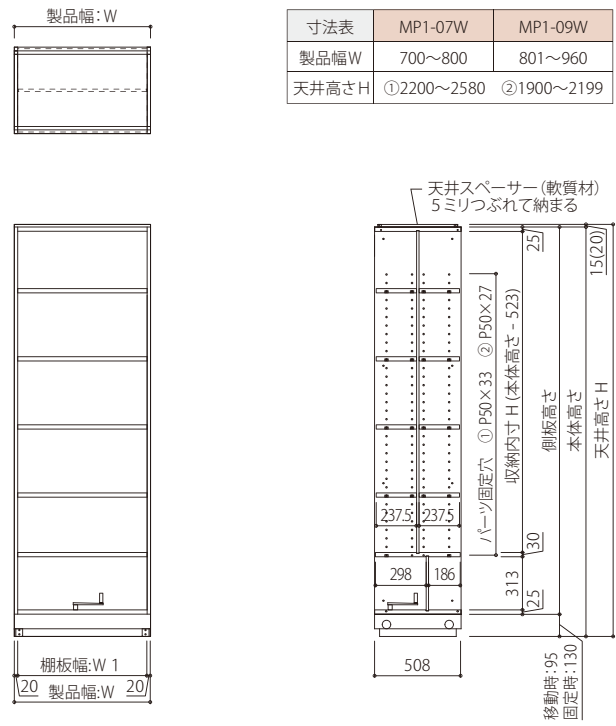 製品幅:W
寸法表 MP1-07W MP1-09W
製品幅W 700～800 801～960
天井高さH ①2200～2580 ②1900～2199
天井スペーサー(軟質材)
5ミリつぶれて納まる
25
15(20)
パーツ固定穴 ① P50×33 ② P50×27
収納内寸 H (本体高さ - 523)
側板高さ
本体高さ
天井高さ H
237.5 237.5
30
298 186
313
25
508
移動時:95
固定時:130
棚板幅:W 1
20 製品幅:W 20